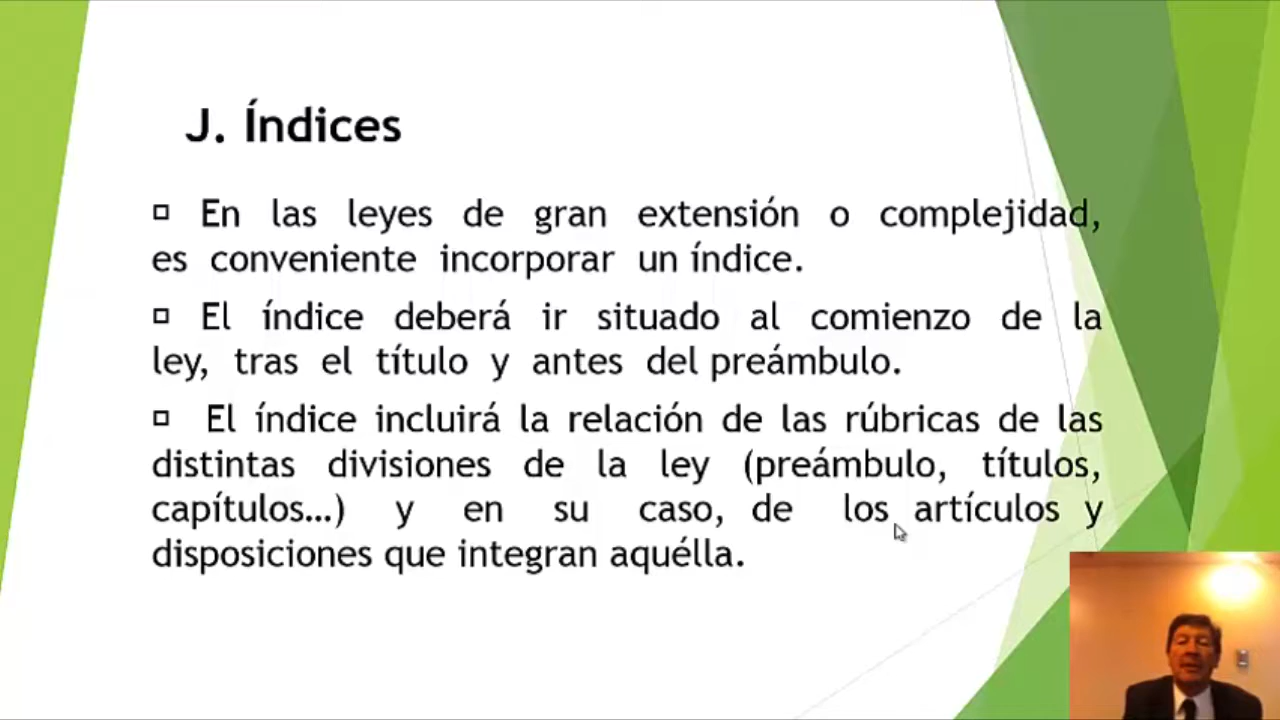 J. Índices
En las leyes de gran extensión o complejidad,
es conveniente incorporar un índice.
El índice deberá ir situado al comienzo de la
ley, tras el título y antes del preámbulo.
El índice incluirá la relación de las rúbricas de las
distintas divisiones de la ley (preámbulo, títulos,
capítulos…) y en su caso, de los artículos y
disposiciones que integran aquélla.